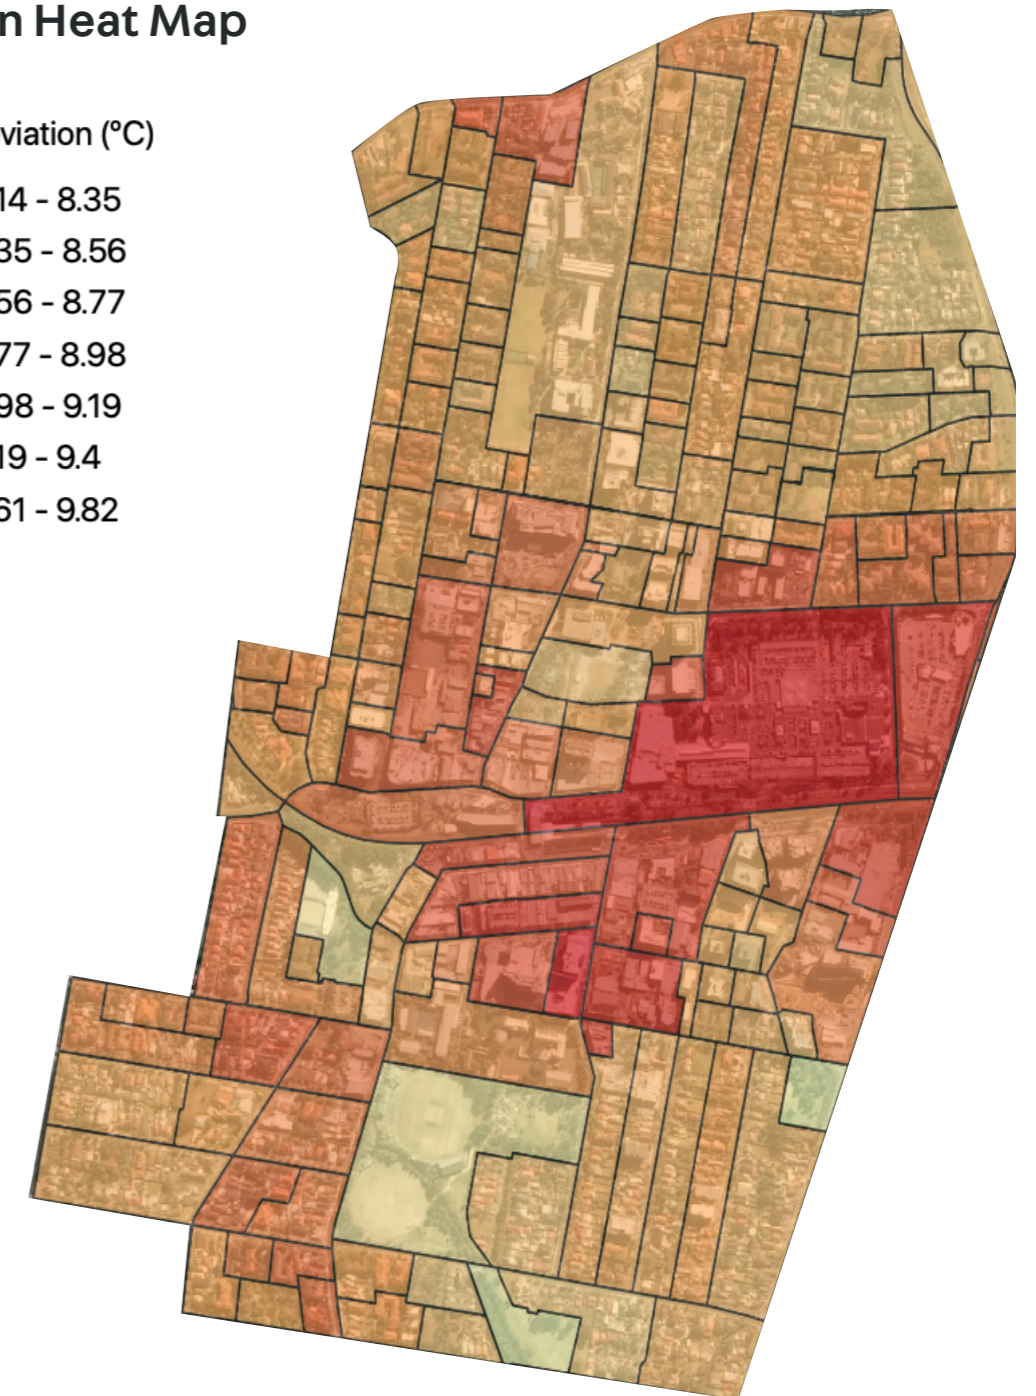 n Heat Map
viation (°C)
14 - 8.35
35 - 8.56
56 - 8.77
77 - 8.98
98 - 9.19
19 - 9.4
61 - 9.82